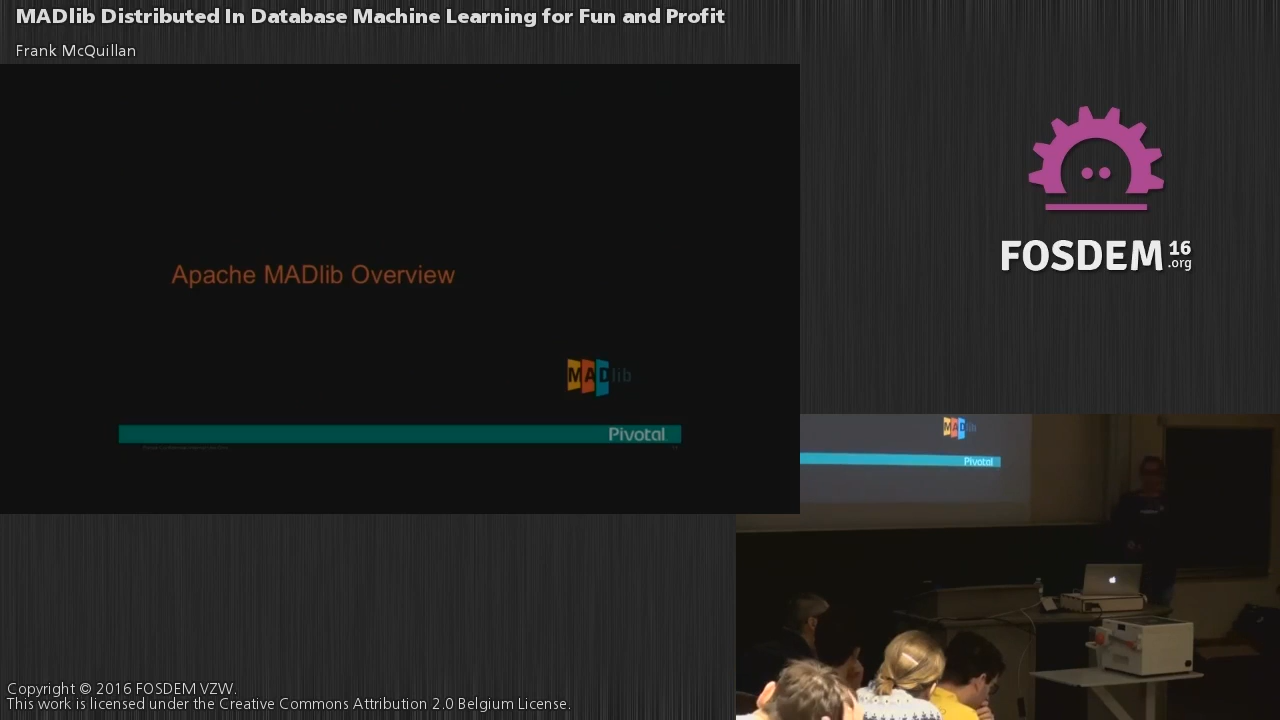 MADlib Distributed In Database Machine Learning for Fun and Profit
Frank McQuillan
Apache MADlib Overview
MADlib
Pivotal
FOSDEM 16 .org
MADlib
Pivotal
Copyright © 2016 FOSDEM VZW.
This work is licensed under the Creative Commons Attribution 2.0 Belgium License.